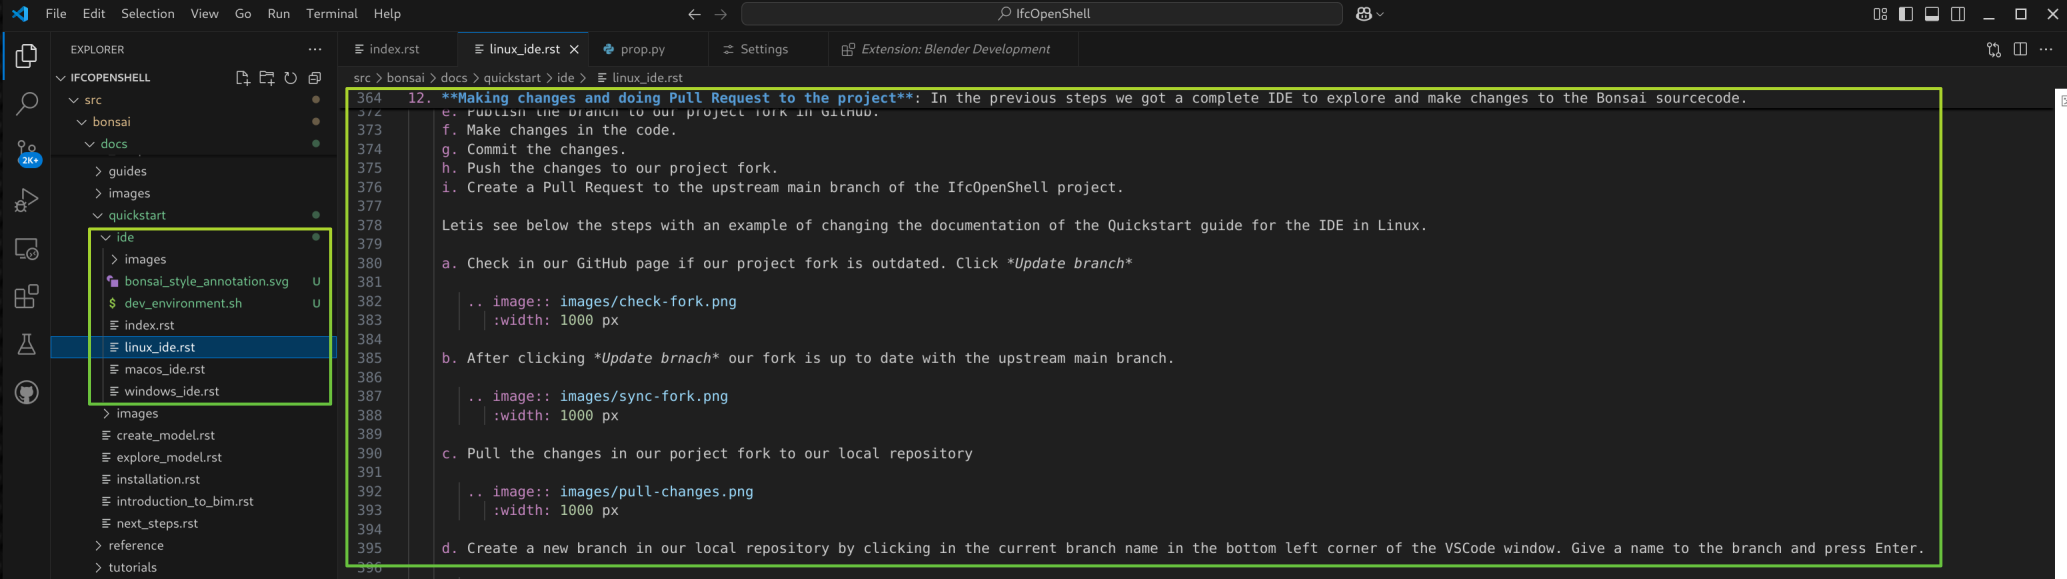 File Edit Selection View Go Run Terminal Help
IfcOpenShell
EXPLORER
IFCOPENSHELL
src
bonsai
docs
guides
images
quickstart
ide
images
bonsai_style_annotation.svg U
dev_environment.sh U
index.rst
linux_ide.rst
macos_ide.rst
windows_ide.rst
images
create_model.rst
explore_model.rst
installation.rst
introduction_to_bim.rst
next_steps.rst
reference
tutorials
2K+
index.rst linux_ide.rst prop.py Settings Extension: Blender Development
src > bonsai > docs > quickstart > ide > linux_ide.rst
364 12. **Making changes and doing Pull Request to the project**: In the previous steps we got a complete IDE to explore and make changes to the Bonsai sourcecode.
372 e. Publish the branch to our project fork in GitHub.
373 f. Make changes in the code.
374 g. Commit the changes.
375 h. Push the changes to our project fork.
376 i. Create a Pull Request to the upstream main branch of the IfcOpenShell project.
377
378 Letis see below the steps with an example of changing the documentation of the Quickstart guide for the IDE in Linux.
379
380 a. Check in our GitHub page if our project fork is outdated. Click *Update branch*
381
382 .. image:: images/check-fork.png
383 :width: 1000 px
384
385 b. After clicking *Update brnach* our fork is up to date with the upstream main branch.
386
387 .. image:: images/sync-fork.png
388 :width: 1000 px
389
390 c. Pull the changes in our porject fork to our local repository
391
392 .. image:: images/pull-changes.png
393 :width: 1000 px
394
395 d. Create a new branch in our local repository by clicking in the current branch name in the bottom left corner of the VSCode window. Give a name to the branch and press Enter.
396